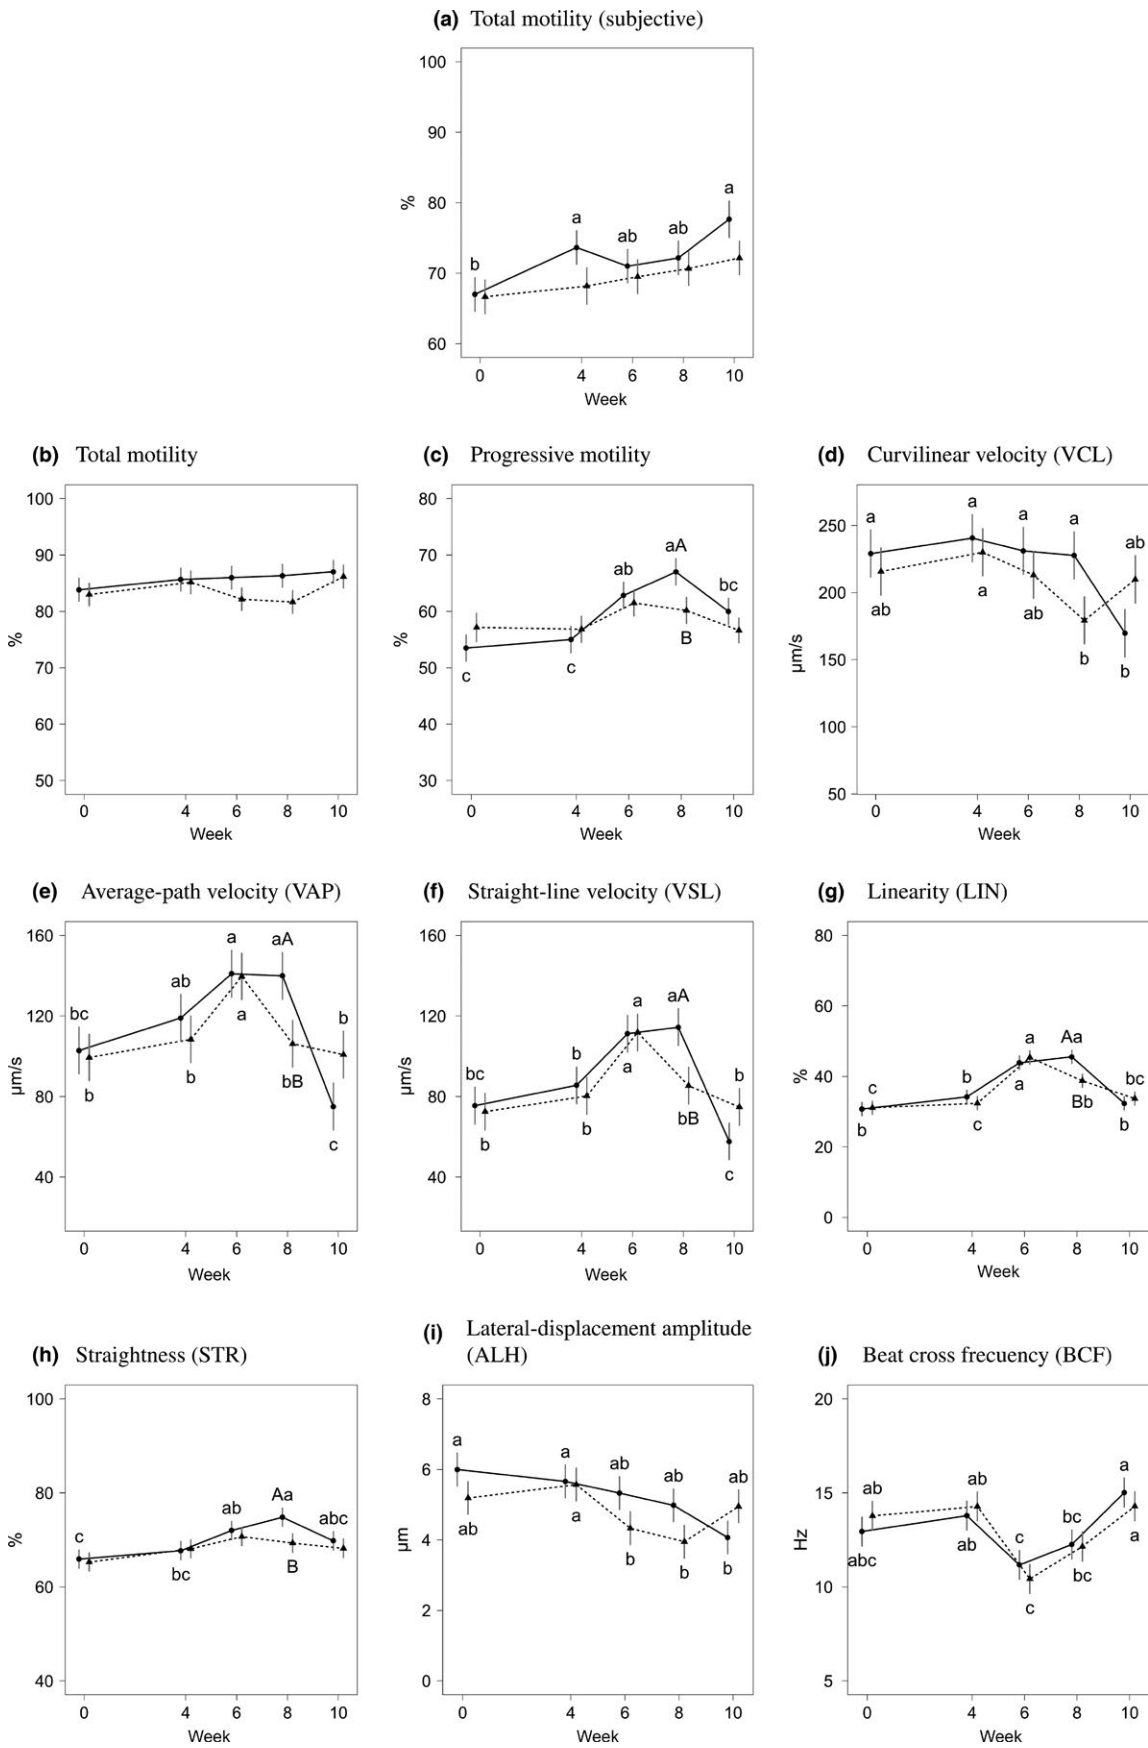 (a) Total motility (subjective)
100
90
80
70
60
%
b
a
ab
ab
a
0 4 6 8 10
Week
(b) Total motility
100
90
80
70
60
50
%
0 4 6 8 10
Week
(c) Progressive motility
80
70
60
50
40
30
%
c
c
ab
aA
B
bc
0 4 6 8 10
Week
(d) Curvilinear velocity (VCL)
250
200
150
100
50
µm/s
a
ab
a
a
a
ab
a
b
ab
b
0 4 6 8 10
Week
(e) Average-path velocity (VAP)
160
120
80
40
µm/s
bc
b
ab
b
a
a
aA
bB
b
c
0 4 6 8 10
Week
(f) Straight-line velocity (VSL)
160
120
80
40
µm/s
bc
b
b
b
a
a
aA
bB
b
c
0 4 6 8 10
Week
(g) Linearity (LIN)
80
60
40
20
0
%
c
b
b
c
a
a
Aa
Bb
bc
b
0 4 6 8 10
Week
(h) Straightness (STR)
100
80
60
40
%
c
bc
ab
Aa
B
abc
0 4 6 8 10
Week
(i) Lateral-displacement amplitude
(ALH)
8
6
4
2
0
µm
a
ab
a
a
ab
b
ab
b
ab
b
0 4 6 8 10
Week
(j) Beat cross frecuency (BCF)
20
15
10
5
Hz
ab
abc
ab
ab
c
c
bc
bc
a
a
0 4 6 8 10
Week